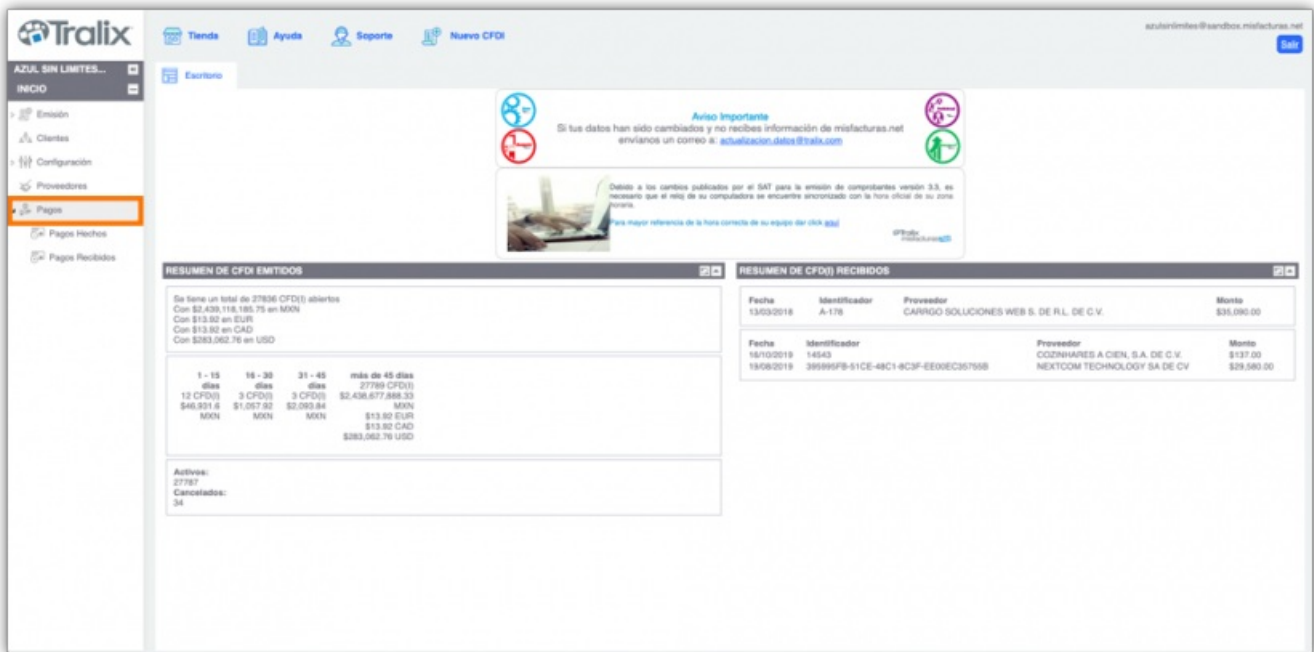 Tralix
Tienda
Ayuda
Soporte
Nuevo CFDI
azulsinlimites@sandbox.misfacturas.net
Salir
AZUL SIN LIMITES...
INICIO
Emisión
Clientes
Configuración
Proveedores
Pagos
Pagos Hechos
Pagos Recibidos
Escritorio
Aviso Importante
Si tus datos han sido cambiados y no recibes información de misfacturas.net
envíanos un correo a: actualizacion.datos@tralix.com
Debido a los cambios publicados por el SAT para la emisión de comprobantes versión 3.3, es
necesario que el reloj de su computadora se encuentre sincronizado con la hora oficial de su zona
horaria.
Para mayor referencia de la hora correcta de su equipo dar click aquí
Tralix
misfacturas
RESUMEN DE CFDI EMITIDOS
Se tiene un total de 27836 CFD(I) abiertos
Con $2,439,118,185.75 en MXN
Con $13.92 en EUR
Con $13.92 en CAD
Con $283,062.76 en USD
1 - 15 16 - 30 31 - 45 más de 45 días
días días días 27789 CFD(I)
12 CFD(I) 3 CFD(I) 3 CFD(I) $2,438,677,888.33
$46,931.6 $1,057.92 $2,093.84 MXN
MXN MXN MXN $13.92 EUR
$13.92 CAD
$283,062.76 USD
Activos:
27787
Cancelados:
34
RESUMEN DE CFD(I) RECIBIDOS
Fecha Identificador Proveedor Monto
13/03/2018 A-178 CARRGO SOLUCIONES WEB S. DE R.L. DE C.V. $35,090.00
Fecha Identificador Proveedor Monto
16/10/2019 14543 COZINHARES A CIEN, S.A. DE C.V. $137.00
19/08/2019 395995FB-51CE-48C1-8C3F-EE00EC35755B NEXTCOM TECHNOLOGY SA DE CV $29,580.00